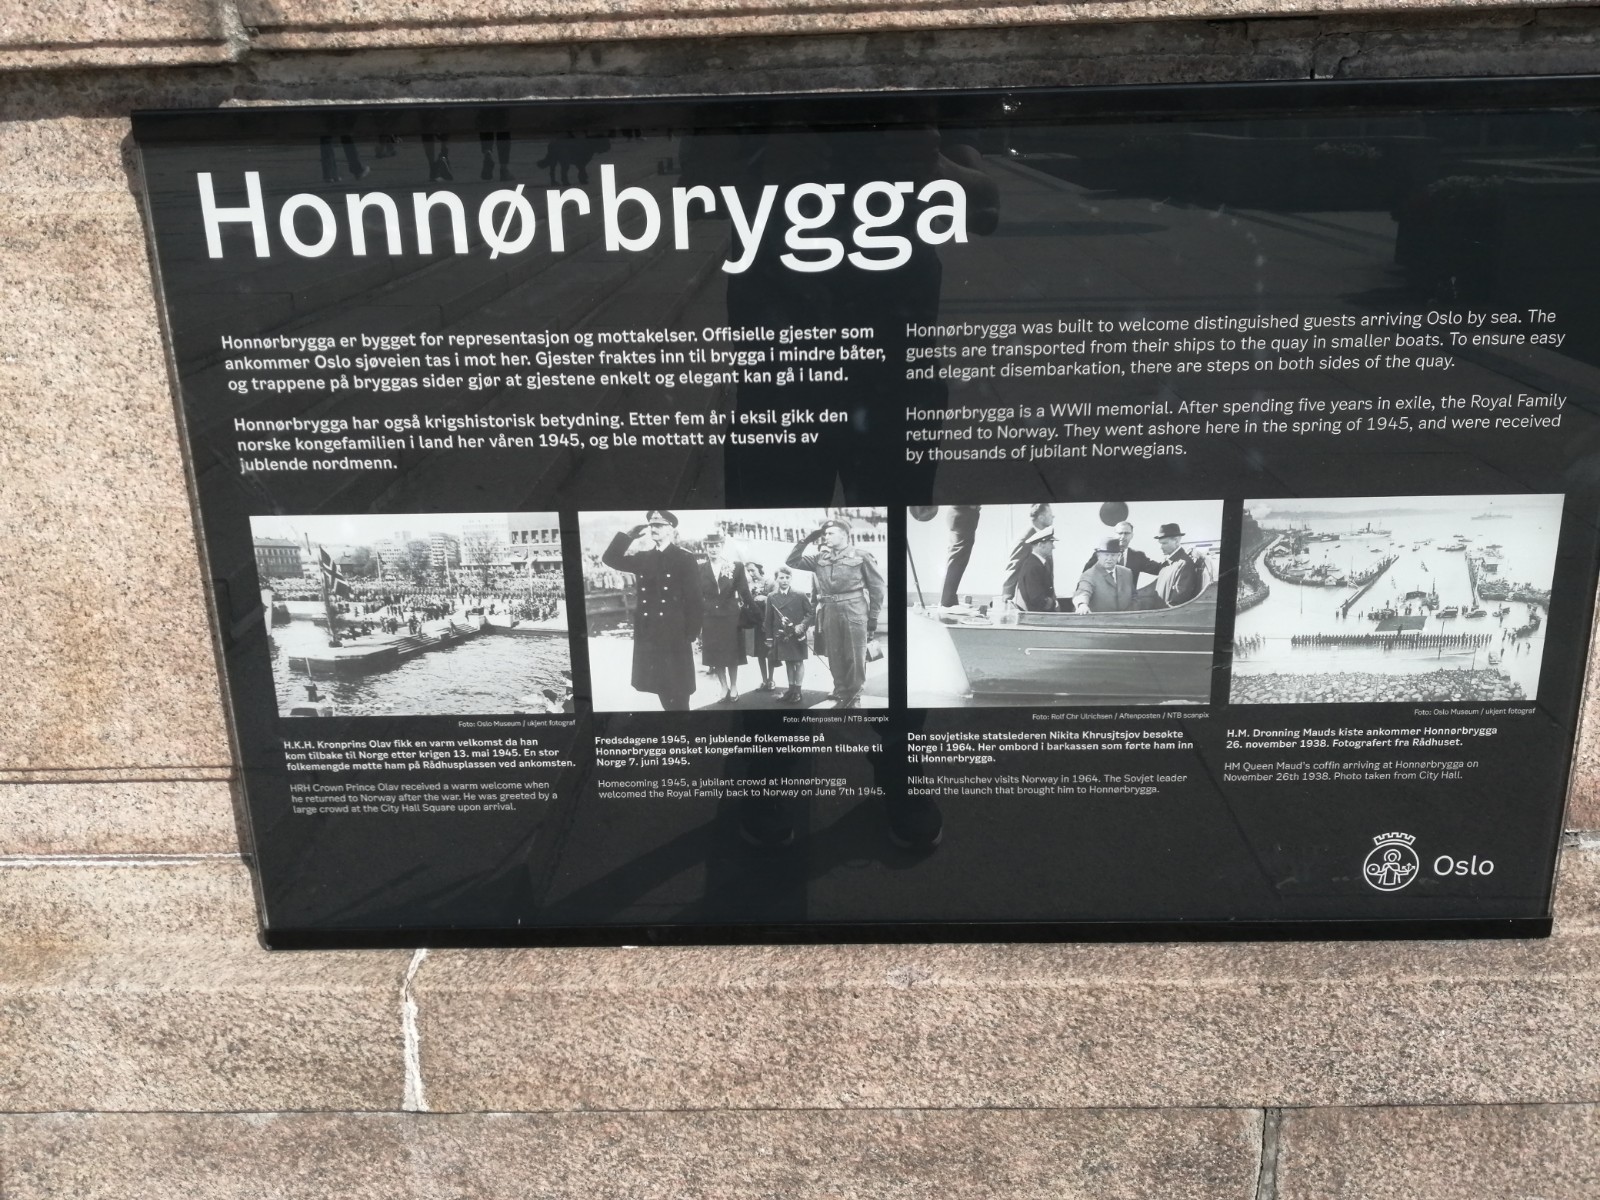 Honnørbrygga
Honnørbrygga er bygget for representasjon og mottakelser. Offisielle gjester som
ankommer Oslo sjøveien tas i mot her. Gjester fraktes inn til brygga i mindre båter,
og trappene på bryggas sider gjør at gjestene enkelt og elegant kan gå i land.
Honnørbrygga har også krigshistorisk betydning. Etter fem år i eksil gikk den
norske kongefamilien i land her våren 1945, og ble mottatt av tusenvis av
jublende nordmenn.
Honnørbrygga was built to welcome distinguished guests arriving Oslo by sea. The
guests are transported from their ships to the quay in smaller boats. To ensure easy
and elegant disembarkation, there are steps on both sides of the quay.
Honnørbrygga is a WWII memorial. After spending five years in exile, the Royal Family
returned to Norway. They went ashore here in the spring of 1945, and were received
by thousands of jubilant Norwegians.
Foto: Oslo Museum / ukjent fotograf
H.K.H. Kronprins Olav fikk en varm velkomst da han
kom tilbake til Norge etter krigen 13. mai 1945. En stor
folkemengde møtte ham på Rådhusplassen ved ankomsten.
HRH Crown Prince Olav received a warm welcome when
he returned to Norway after the war. He was greeted by a
large crowd at the City Hall Square upon arrival.
Foto: Aftenposten / NTB scanpix
Fredsdagene 1945, en jublende folkemasse på
Honnørbrygga ønsket kongefamilien velkommen tilbake til
Norge 7. juni 1945.
Homecoming 1945, a jubilant crowd at Honnørbrygga
welcomed the Royal Family back to Norway on June 7th 1945.
Foto: Rolf Chr Ulrichsen / Aftenposten / NTB scanpix
Den sovjetiske statslederen Nikita Khrusjtsjov besøkte
Norge i 1964. Her ombord i barkassen som førte ham inn
til Honnørbrygga.
Nikita Khrushchev visits Norway in 1964. The Sovjet leader
aboard the launch that brought him to Honnørbrygga.
Foto: Oslo Museum / ukjent fotograf
H.M. Dronning Mauds kiste ankommer Honnørbrygga
26. november 1938. Fotografert fra Rådhuset.
HM Queen Maud's coffin arriving at Honnørbrygga on
November 26th 1938. Photo taken from City Hall.
Oslo